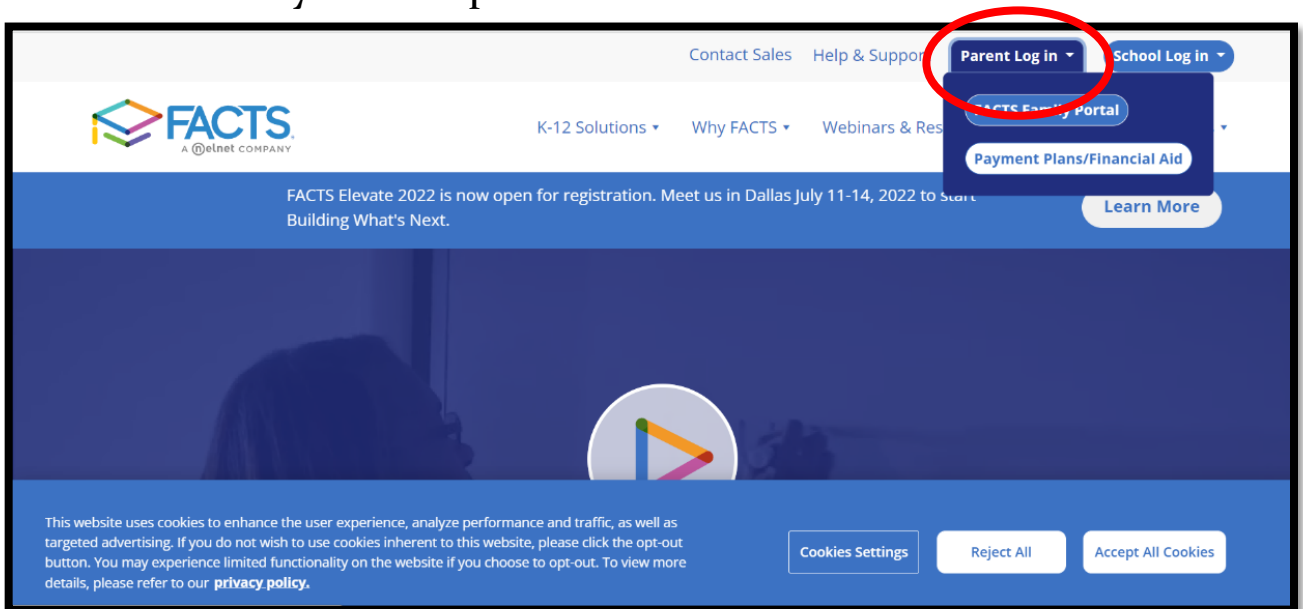 Contact Sales Help & Suppor Parent Log in School Log in
FACTS Family Portal
Payment Plans/Financial Aid
FACTS
A nelnet COMPANY
K-12 Solutions Why FACTS Webinars & Res
FACTS Elevate 2022 is now open for registration. Meet us in Dallas July 11-14, 2022 to start
Building What's Next.
Learn More
This website uses cookies to enhance the user experience, analyze performance and traffic, as well as
targeted advertising. If you do not wish to use cookies inherent to this website, please click the opt-out
button. You may experience limited functionality on the website if you choose to opt-out. To view more
details, please refer to our privacy policy.
Cookies Settings Reject All Accept All Cookies